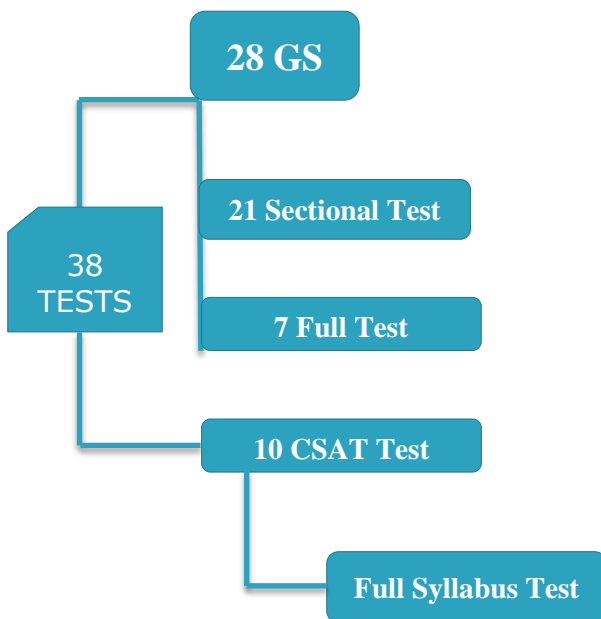 28 GS
21 Sectional Test
38
TESTS
7 Full Test
10 CSAT Test
Full Syllabus Test